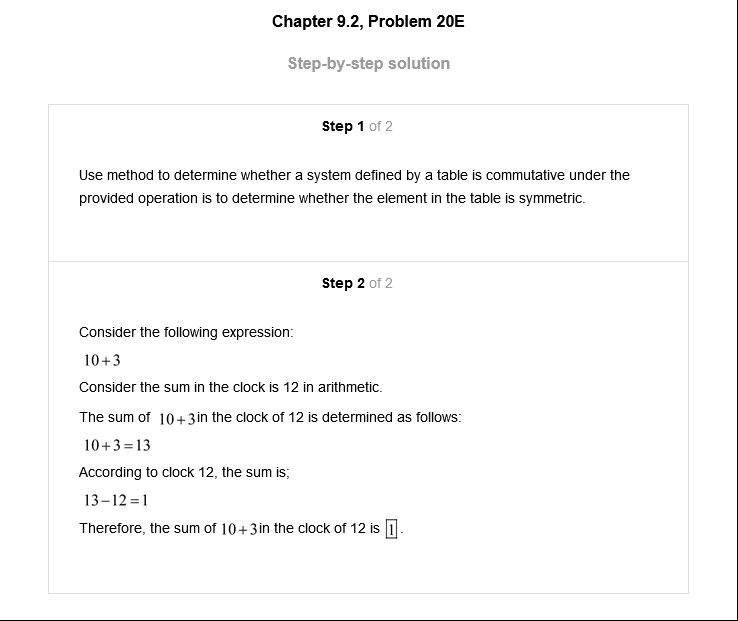 Chapter 9.2, Problem 20E
Step-by-step solution
Step 1 of 2
Use method to determine whether a system defined by a table is commutative under the
provided operation is to determine whether the element in the table is symmetric.
Step 2 of 2
Consider the following expression:
10+3
Consider the sum in the clock is 12 in arithmetic.
The sum of 10+3in the clock of 12 is determined as follows:
10+3=13
According to clock 12, the sum is;
13−12=1
Therefore, the sum of 10+3in the clock of 12 is 1.